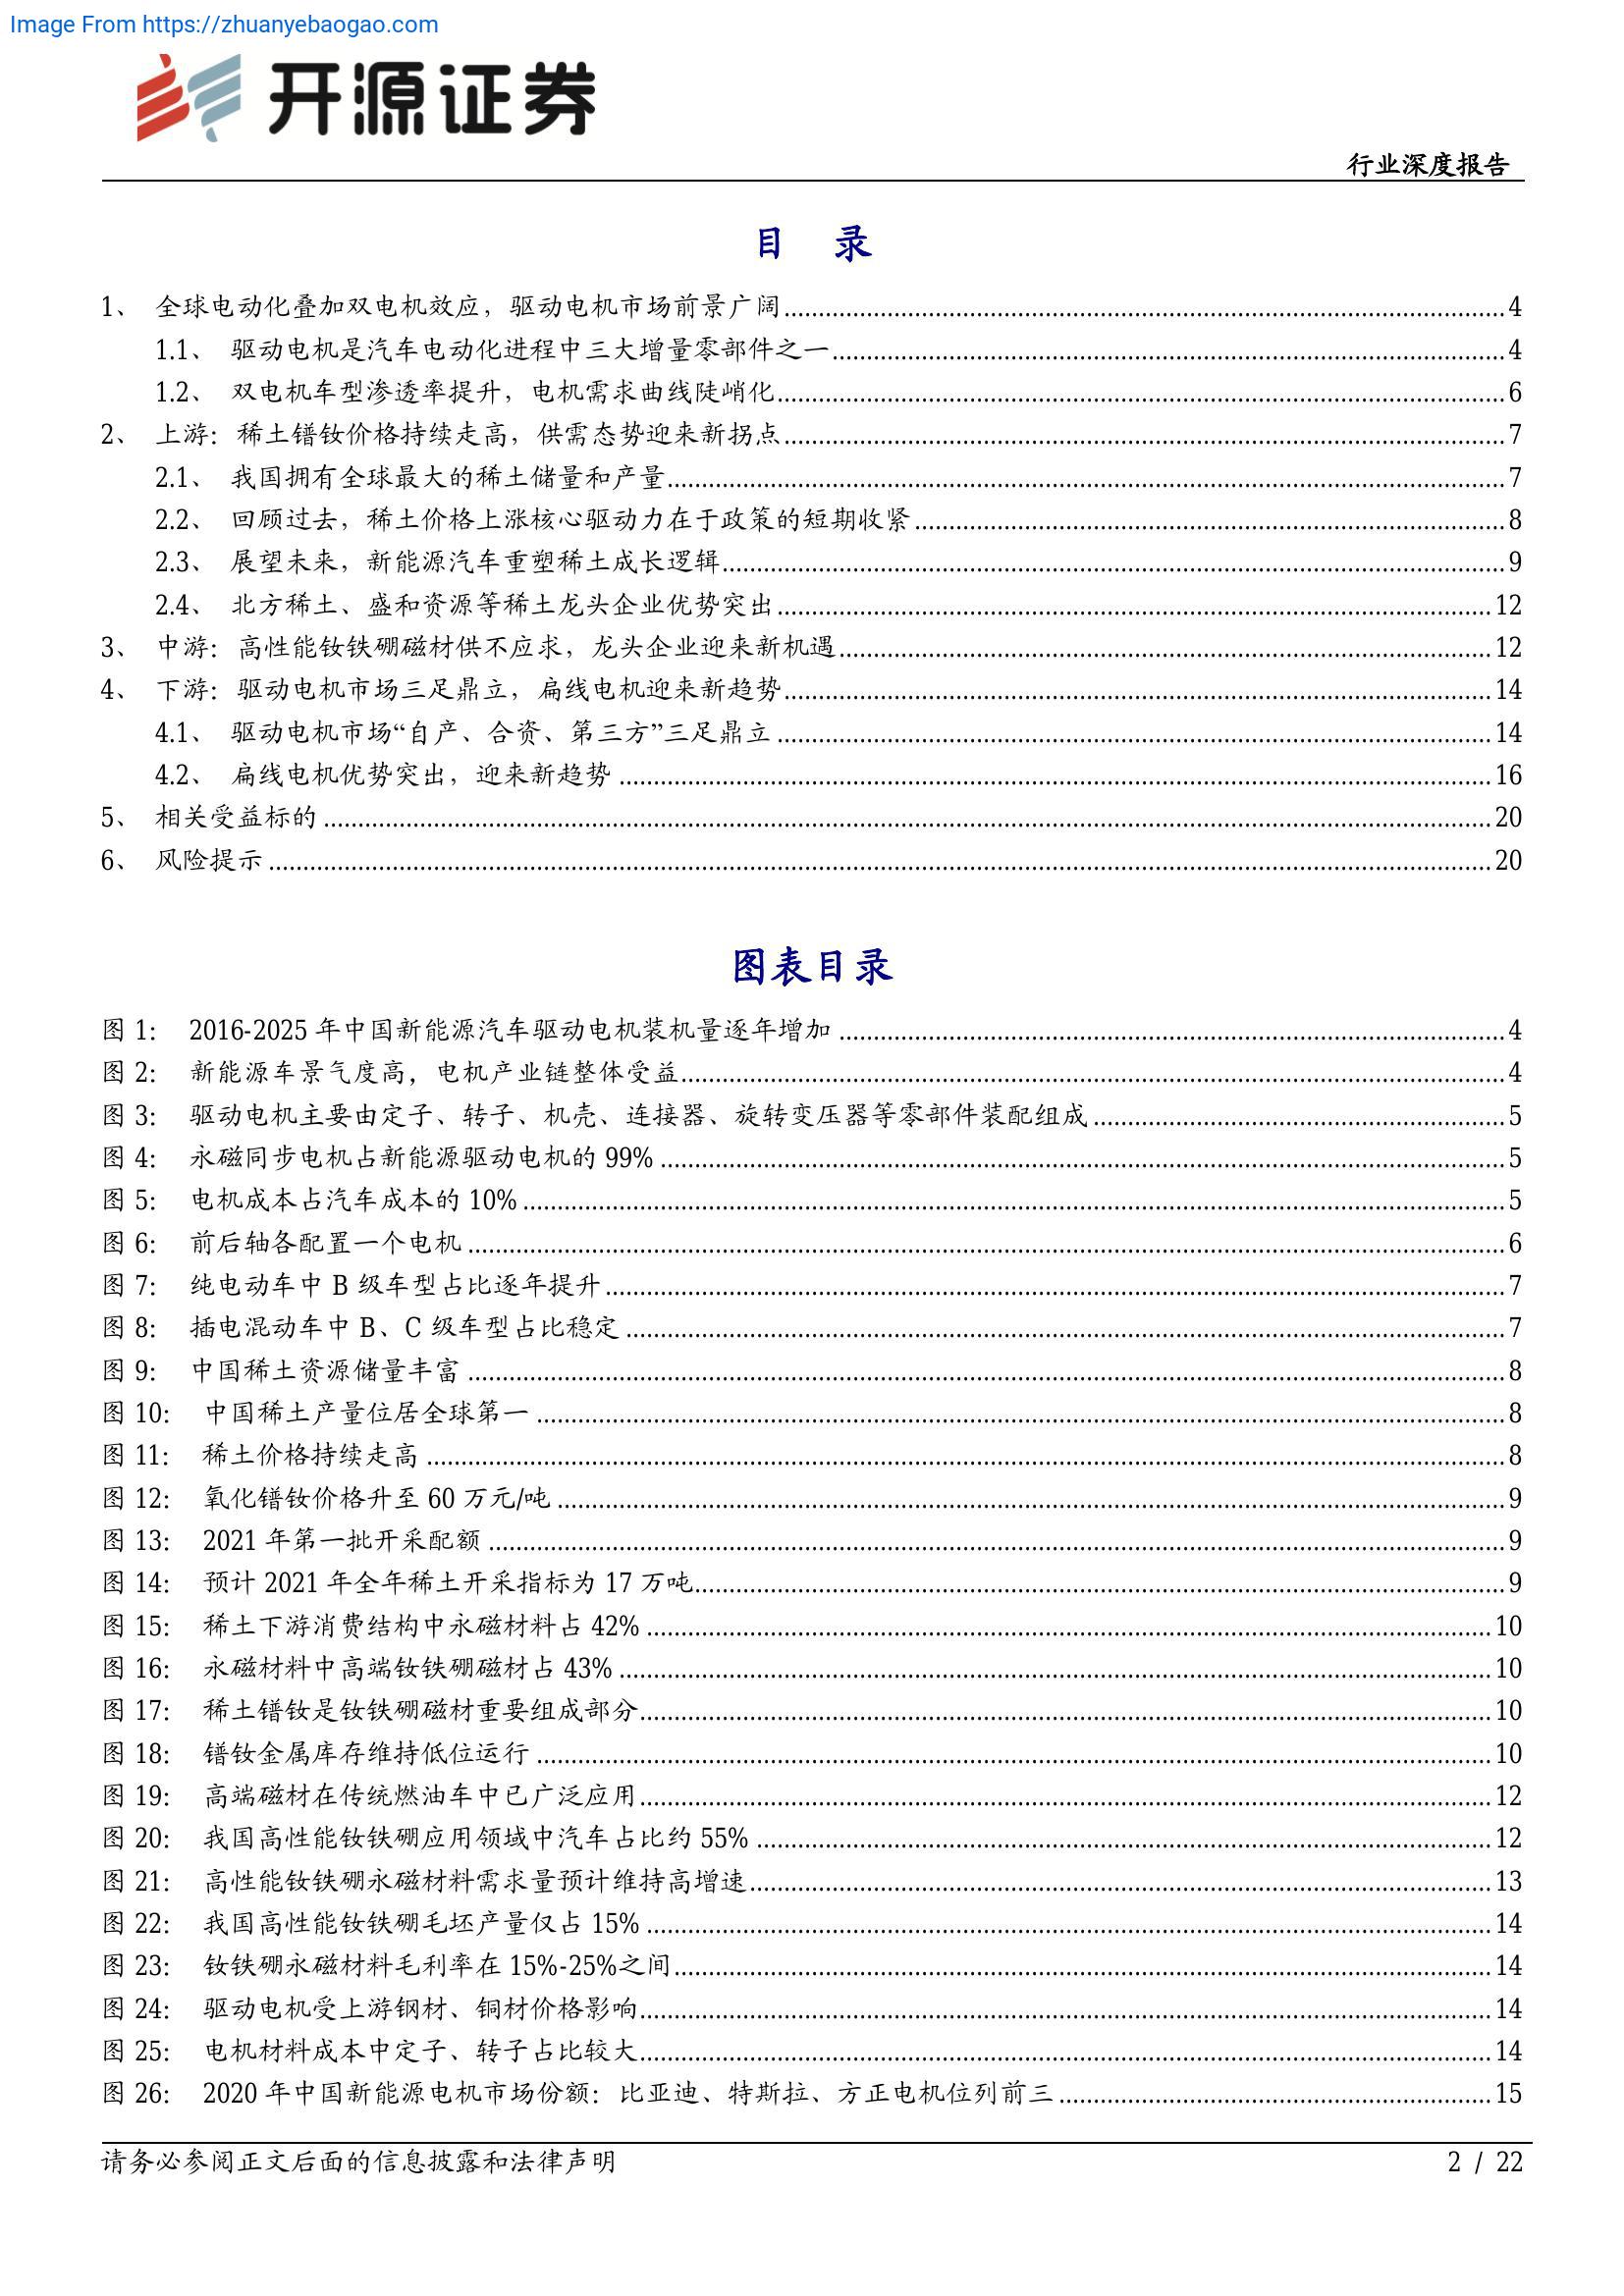 Image From https://zhuanyebaogao.com
开源证券
行业深度报告
目 录
1、 全球电动化叠加双电机效应，驱动电机市场前景广阔 4
1.1、 驱动电机是汽车电动化进程中三大增量零部件之一 4
1.2、 双电机车型渗透率提升，电机需求曲线陡峭化 6
2、 上游：稀土镨钕价格持续走高，供需态势迎来新拐点 7
2.1、 我国拥有全球最大的稀土储量和产量 7
2.2、 回顾过去，稀土价格上涨核心驱动力在于政策的短期收紧 8
2.3、 展望未来，新能源汽车重塑稀土成长逻辑 9
2.4、 北方稀土、盛和资源等稀土龙头企业优势突出 12
3、 中游：高性能钕铁硼磁材供不应求，龙头企业迎来新机遇 12
4、 下游：驱动电机市场三足鼎立，扁线电机迎来新趋势 14
4.1、 驱动电机市场“自产、合资、第三方”三足鼎立 14
4.2、 扁线电机优势突出，迎来新趋势 16
5、 相关受益标的 20
6、 风险提示 20
图表目录
图 1： 2016-2025 年中国新能源汽车驱动电机装机量逐年增加 4
图 2： 新能源车景气度高，电机产业链整体受益 4
图 3： 驱动电机主要由定子、转子、机壳、连接器、旋转变压器等零部件装配组成 5
图 4： 永磁同步电机占新能源驱动电机的 99% 5
图 5： 电机成本占汽车成本的 10% 5
图 6： 前后轴各配置一个电机 6
图 7： 纯电动车中 B 级车型占比逐年提升 7
图 8： 插电混动车中 B、C 级车型占比稳定 7
图 9： 中国稀土资源储量丰富 8
图 10： 中国稀土产量位居全球第一 8
图 11： 稀土价格持续走高 8
图 12： 氧化镨钕价格升至 60 万元/吨 9
图 13： 2021 年第一批开采配额 9
图 14： 预计 2021 年全年稀土开采指标为 17 万吨 9
图 15： 稀土下游消费结构中永磁材料占 42% 10
图 16： 永磁材料中高端钕铁硼磁材占 43% 10
图 17： 稀土镨钕是钕铁硼磁材重要组成部分 10
图 18： 镨钕金属库存维持低位运行 10
图 19： 高端磁材在传统燃油车中已广泛应用 12
图 20： 我国高性能钕铁硼应用领域中汽车占比约 55% 12
图 21： 高性能钕铁硼永磁材料需求量预计维持高增速 13
图 22： 我国高性能钕铁硼毛坯产量仅占 15% 14
图 23： 钕铁硼永磁材料毛利率在 15%-25%之间 14
图 24： 驱动电机受上游钢材、铜材价格影响 14
图 25： 电机材料成本中定子、转子占比较大 14
图 26： 2020 年中国新能源电机市场份额：比亚迪、特斯拉、方正电机位列前三 15
请务必参阅正文后面的信息披露和法律声明 2 / 22